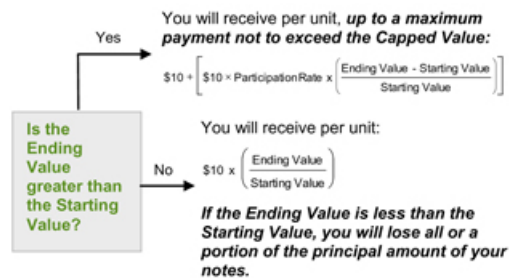 You will receive per unit, up to a maximum
payment not to exceed the Capped Value:
Yes
$10 + [$10 × Participation Rate x (Ending Value - Starting Value / Starting Value)]
Is the
Ending
Value
greater than
the Starting
Value?
You will receive per unit:
No
$10 x (Ending Value / Starting Value)
If the Ending Value is less than the
Starting Value, you will lose all or a
portion of the principal amount of your
notes.